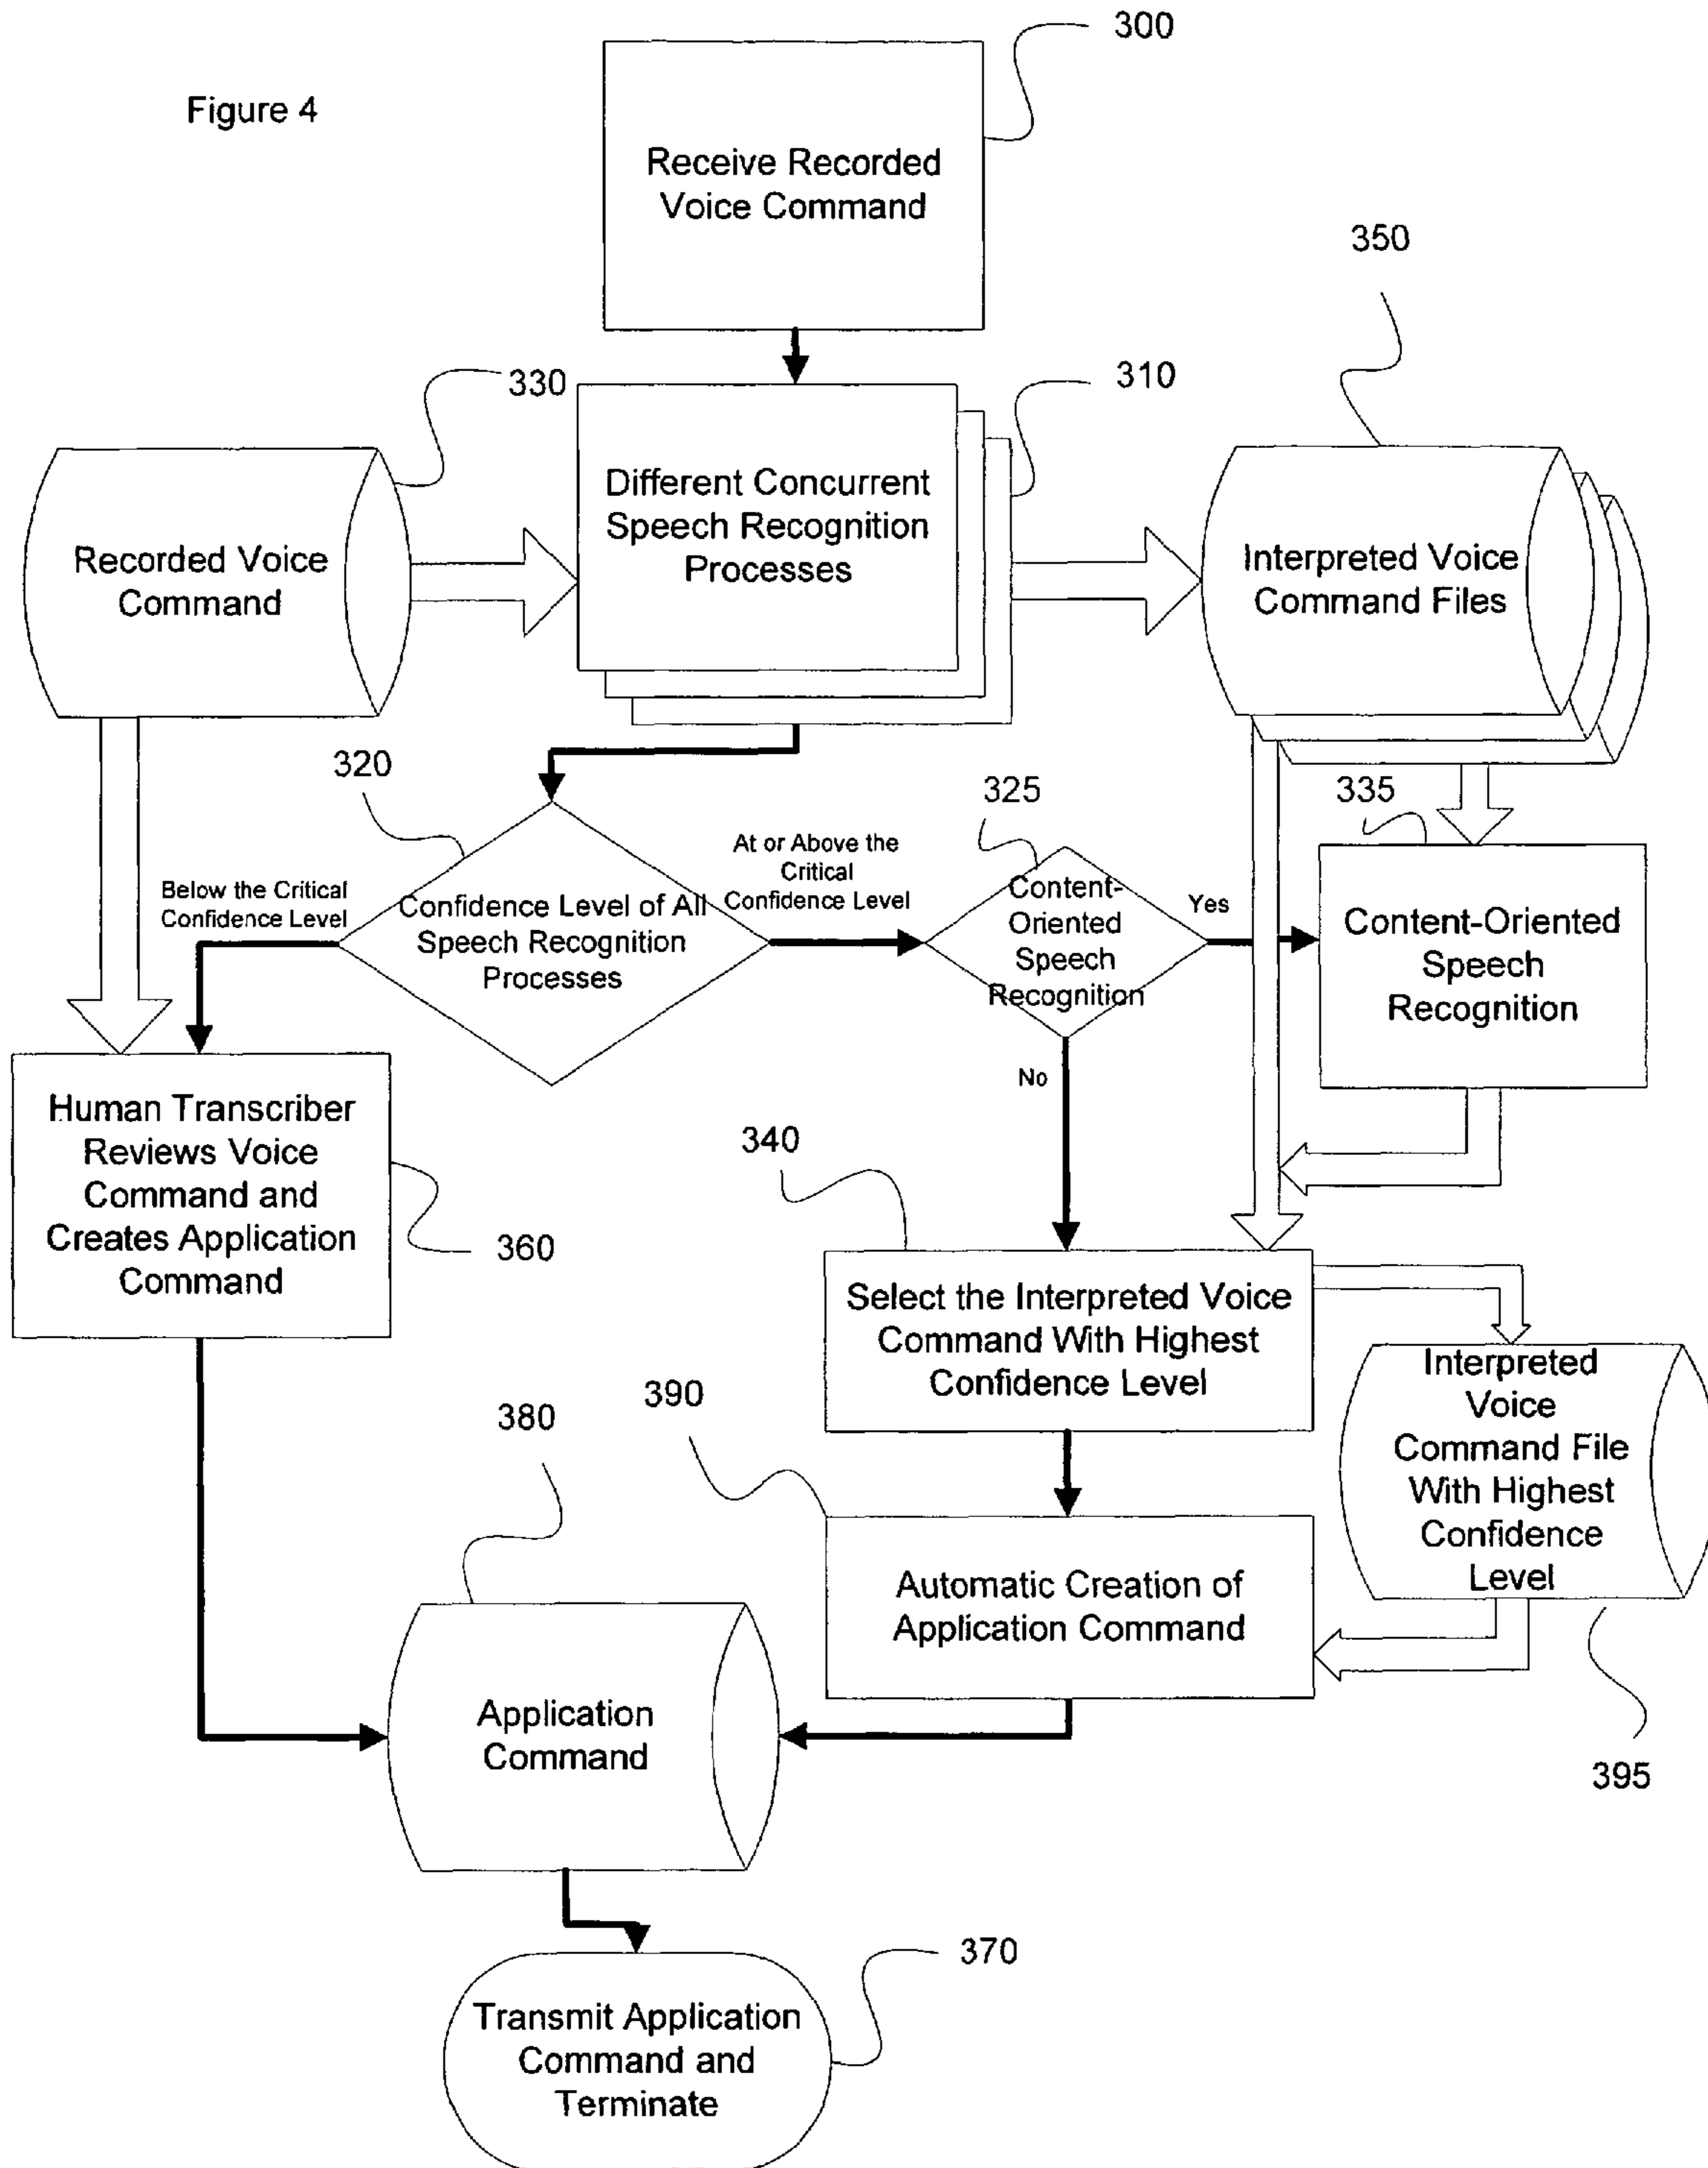 300
Figure 4
Receive Recorded
Voice Command
350
330
310
Different Concurrent
Speech Recognition
Processes
Recorded Voice
Command
Interpreted Voice
Command Files
320
325
335
At or Above the
Critical
Confidence Level
Below the Critical
Confidence Level
Confidence Level of All
Speech Recognition
Processes
Content-
Oriented
Speech
Recognition
Yes
No
Content-Oriented
Speech
Recognition
Human Transcriber
Reviews Voice
Command and
Creates Application
Command
360
340
Select the Interpreted Voice
Command With Highest
Confidence Level
Interpreted
Voice
Command File
With Highest
Confidence
Level
395
390
380
Automatic Creation of
Application Command
Application
Command
370
Transmit Application
Command and
Terminate